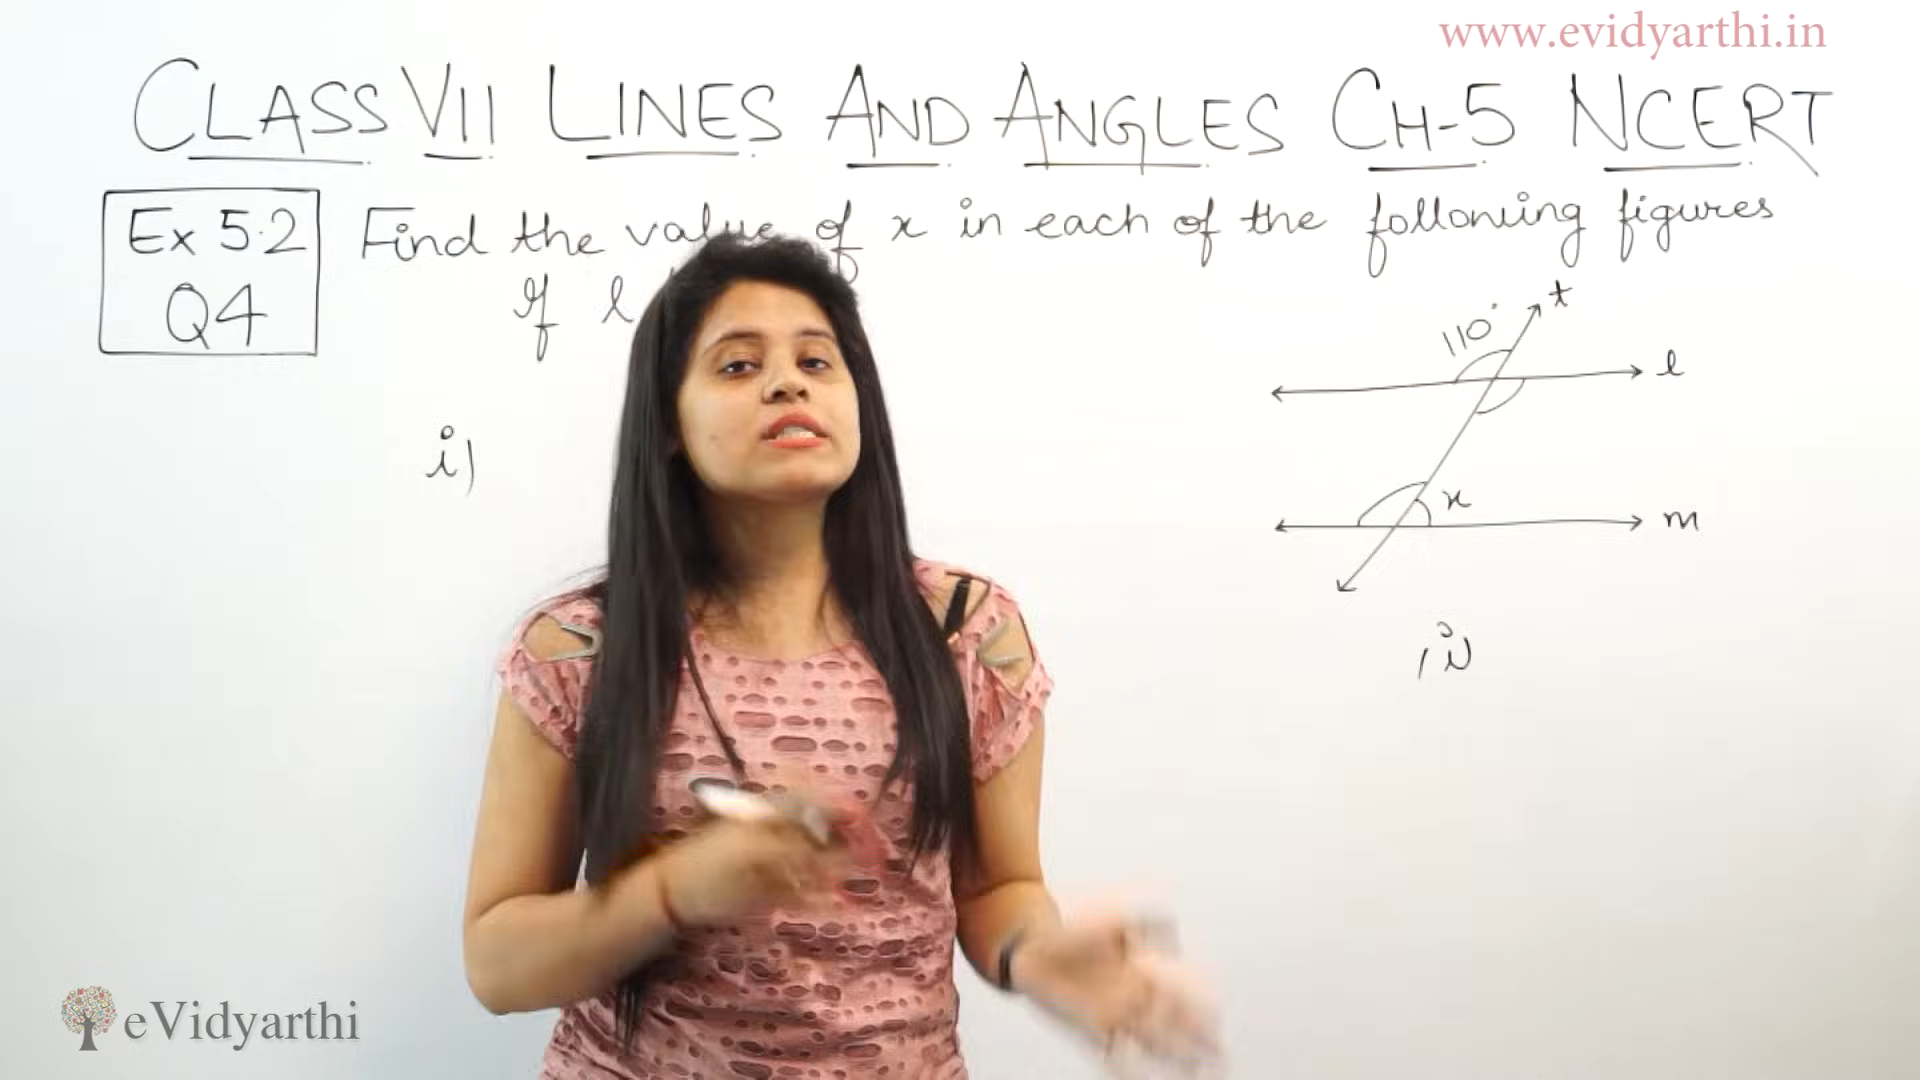 www.evidyarthi.in
CLASS VII LINES AND ANGLES CH-5 NCERT
Ex 5.2
Q4
Find the value of x in each of the following figures
If l
i)
110°
t
l
x
m
eVidyarthi